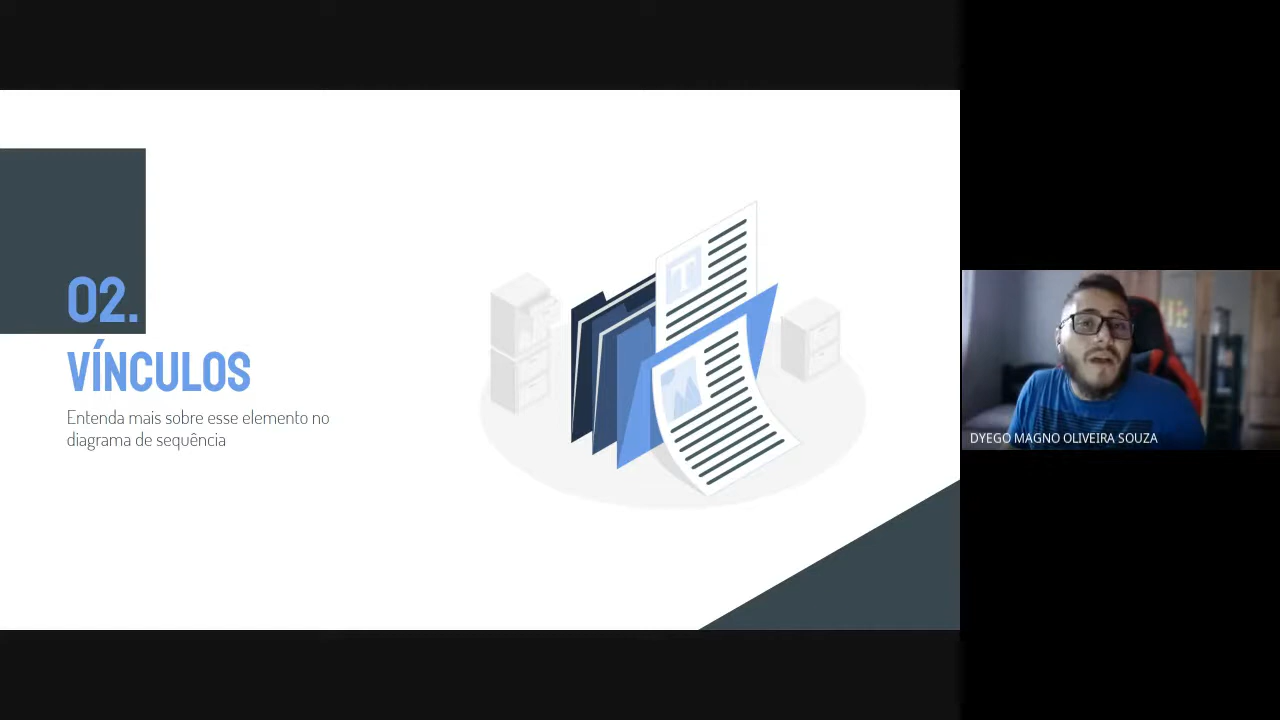 02.
VÍNCULOS
Entenda mais sobre esse elemento no
diagrama de sequência
T
DYEGO MAGNO OLIVEIRA SOUZA